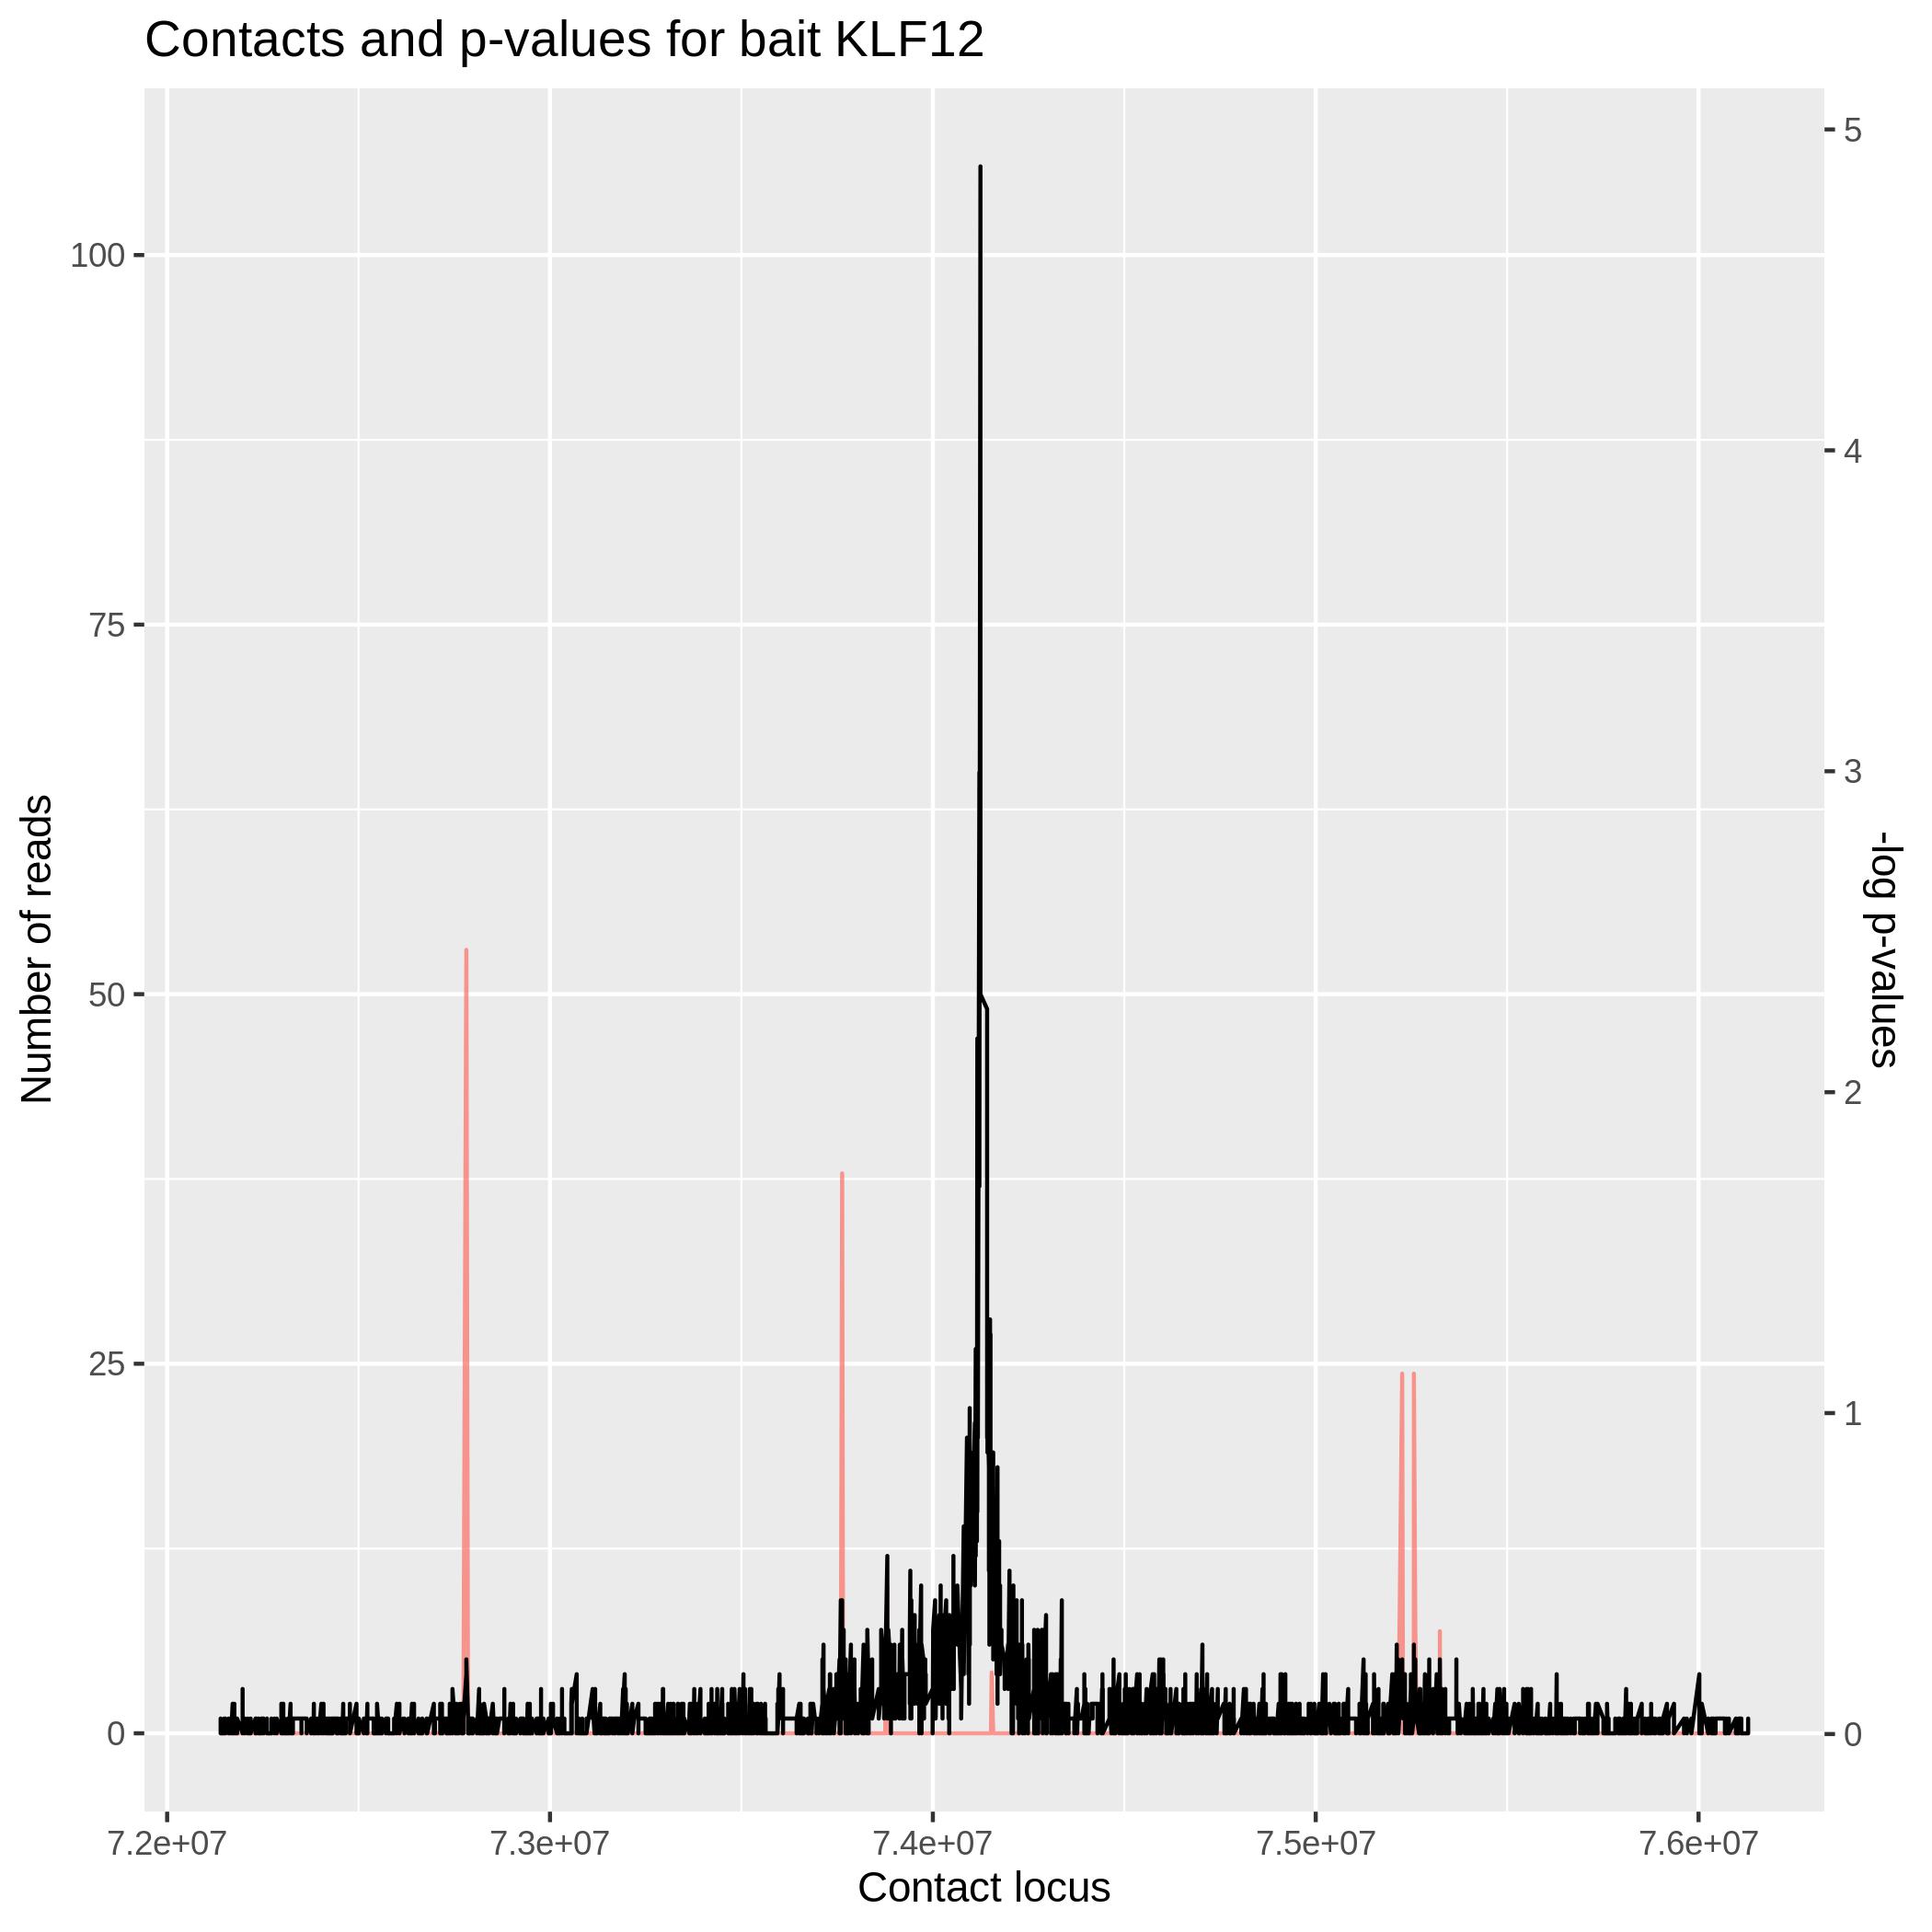 Contacts and p-values for bait KLF12
100
75
50
25
0
5
4
3
2
1
0
Number of reads
-log p-values
7.2e+07
7.3e+07
7.4e+07
7.5e+07
7.6e+07
Contact locus